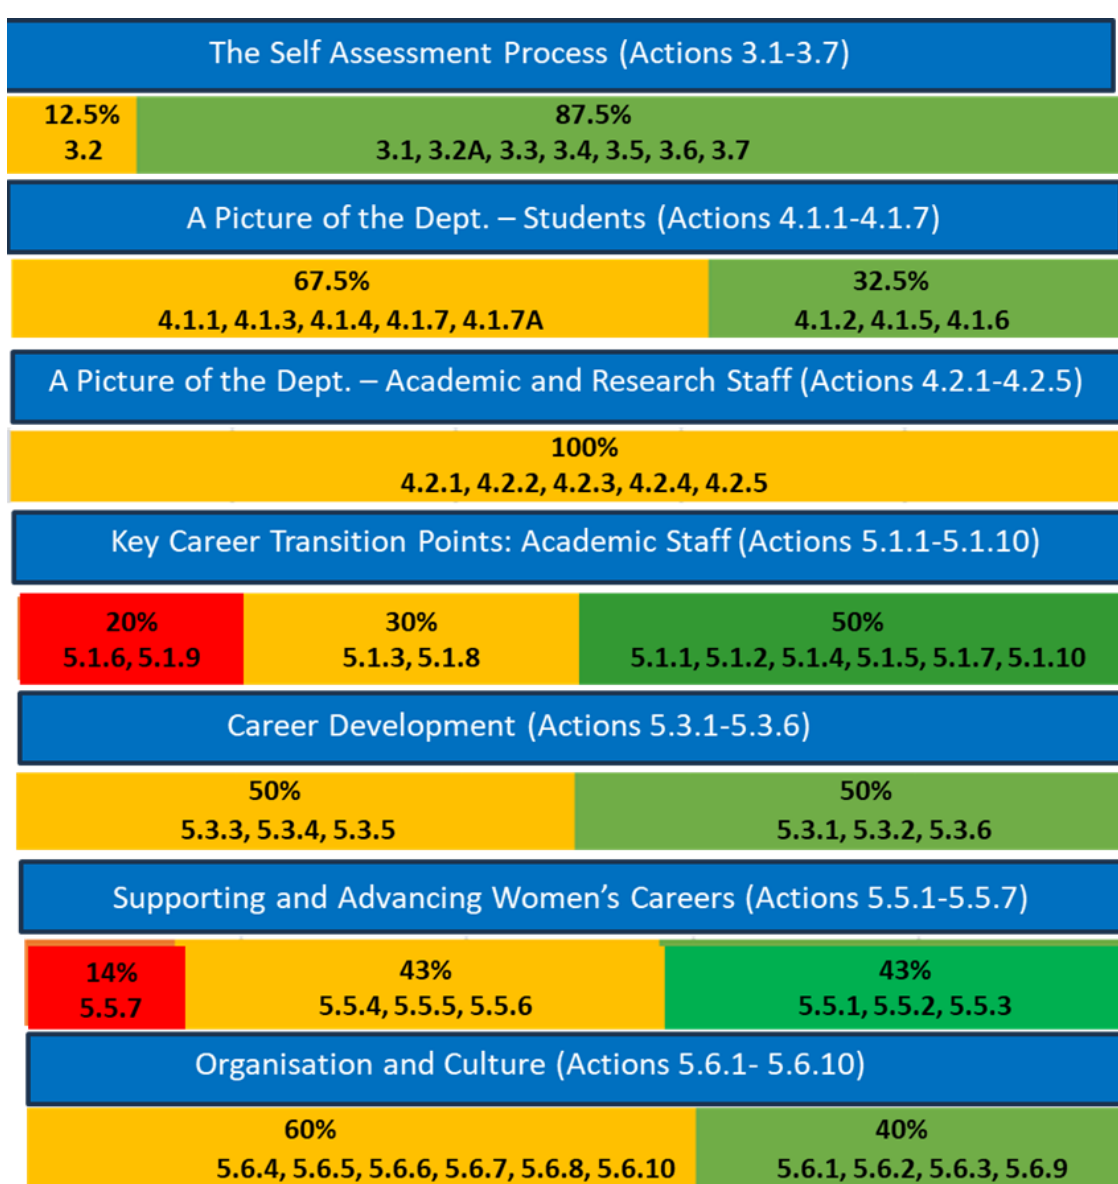 The Self Assessment Process (Actions 3.1-3.7)
12.5% 87.5%
3.2 3.1, 3.2A, 3.3, 3.4, 3.5, 3.6, 3.7
A Picture of the Dept. – Students (Actions 4.1.1-4.1.7)
67.5% 32.5%
4.1.1, 4.1.3, 4.1.4, 4.1.7, 4.1.7A 4.1.2, 4.1.5, 4.1.6
A Picture of the Dept. – Academic and Research Staff (Actions 4.2.1-4.2.5)
100%
4.2.1, 4.2.2, 4.2.3, 4.2.4, 4.2.5
Key Career Transition Points: Academic Staff (Actions 5.1.1-5.1.10)
20% 30% 50%
5.1.6, 5.1.9 5.1.3, 5.1.8 5.1.1, 5.1.2, 5.1.4, 5.1.5, 5.1.7, 5.1.10
Career Development (Actions 5.3.1-5.3.6)
50% 50%
5.3.3, 5.3.4, 5.3.5 5.3.1, 5.3.2, 5.3.6
Supporting and Advancing Women’s Careers (Actions 5.5.1-5.5.7)
14% 43% 43%
5.5.7 5.5.4, 5.5.5, 5.5.6 5.5.1, 5.5.2, 5.5.3
Organisation and Culture (Actions 5.6.1- 5.6.10)
60% 40%
5.6.4, 5.6.5, 5.6.6, 5.6.7, 5.6.8, 5.6.10 5.6.1, 5.6.2, 5.6.3, 5.6.9